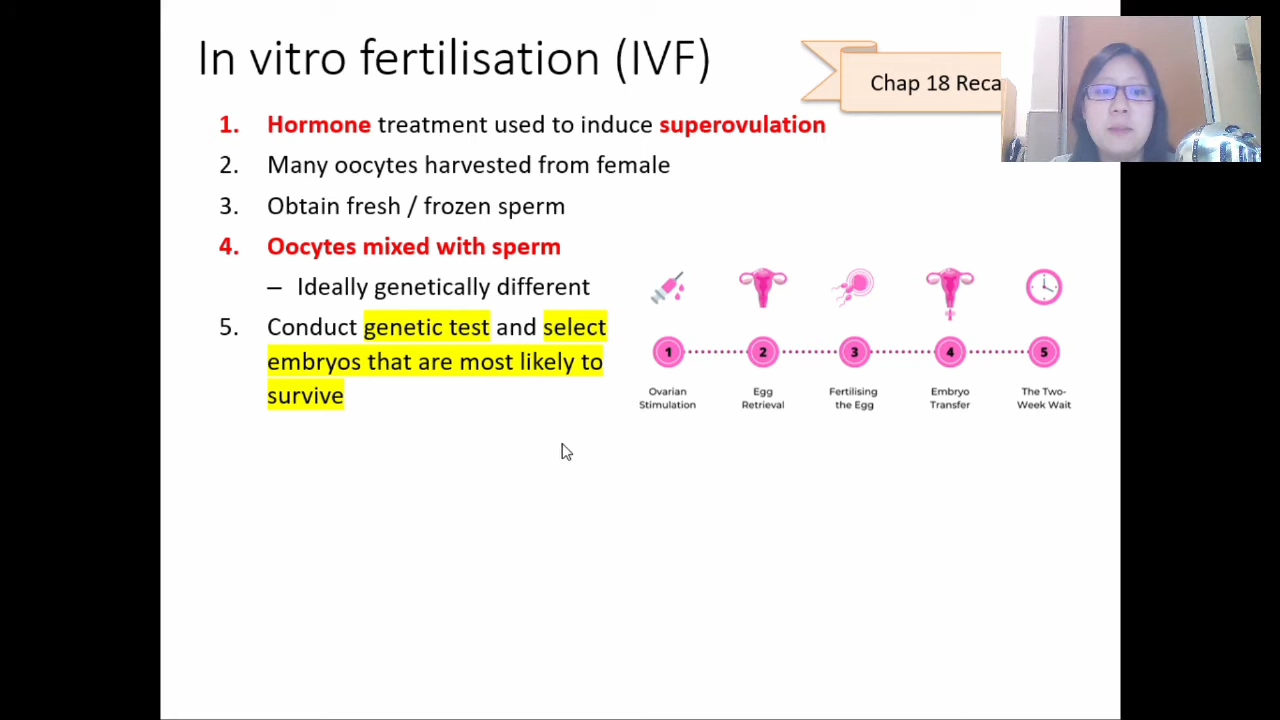 In vitro fertilisation (IVF)
Chap 18 Reca
1. Hormone treatment used to induce superovulation
2. Many oocytes harvested from female
3. Obtain fresh / frozen sperm
4. Oocytes mixed with sperm
– Ideally genetically different
5. Conduct genetic test and select
embryos that are most likely to
survive
1 2 3 4 5
Ovarian Egg Fertilising Embryo The Two-
Stimulation Retrieval the Egg Transfer Week Wait